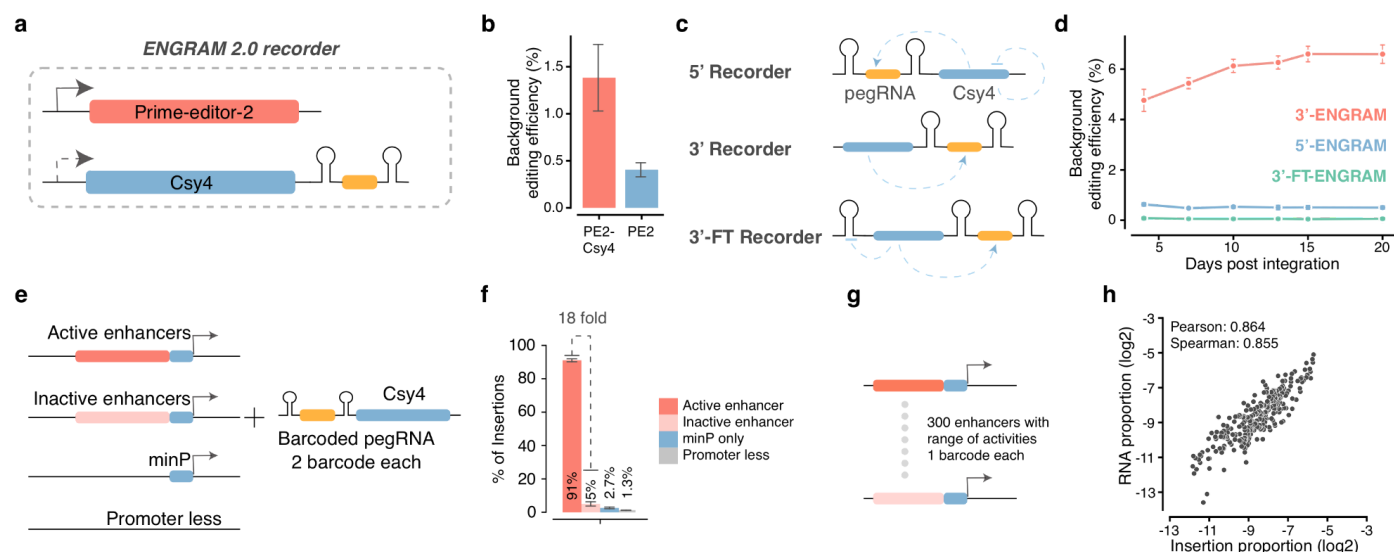 a
ENGRAM 2.0 recorder
Prime-editor-2
Csy4
b
Background
editing efficiency (%)
1.5
1.0
0.5
0.0
PE2-
Csy4
PE2
c
5’ Recorder
pegRNA
Csy4
3’ Recorder
3’-FT Recorder
d
Background
editing efficiency (%)
6
4
2
0
3’-ENGRAM
5’-ENGRAM
3’-FT-ENGRAM
5
10
15
20
Days post integration
e
Active enhancers
Inactive enhancers
minP
Promoter less
+
Csy4
Barcoded pegRNA
2 barcode each
f
18 fold
% of Insertions
100
80
60
40
20
0
91%
5%
2.7%
1.3%
Active enhancer
Inactive enhancer
minP only
Promoter less
g
300 enhancers with
range of activities
1 barcode each
h
RNA proportion (log2)
-3
-5
-7
-9
-11
-13
Pearson: 0.864
Spearman: 0.855
-13
-11
-9
-7
-5
-3
Insertion proportion (log2)